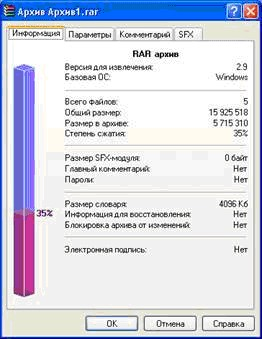 Архив Архив1.rar
Информация Параметры Комментарий SFX
RAR архив
Версия для извлечения: 2.9
Базовая ОС: Windows
Всего файлов: 5
Общий размер: 15 925 518
Размер в архиве: 5 715 310
Степень сжатия: 35%
Размер SFX-модуля: 0 байт
Главный комментарий: Нет
Пароли: Нет
35%
Размер словаря: 4096 Кб
Информация для восстановления: Нет
Блокировка архива от изменений: Нет
Электронная подпись: Нет
OK Отмена Справка